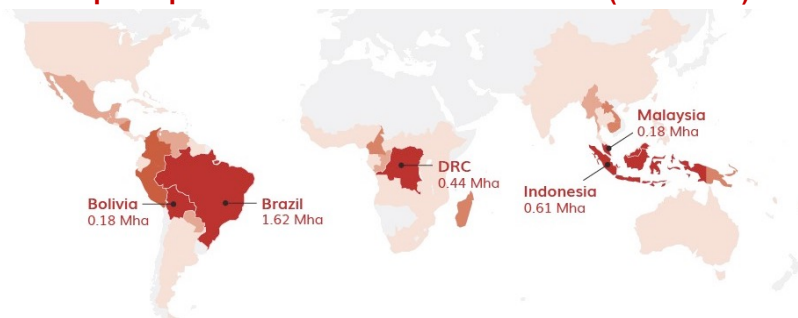 Bolivia
0.18 Mha
Brazil
1.62 Mha
DRC
0.44 Mha
Malaysia
0.18 Mha
Indonesia
0.61 Mha